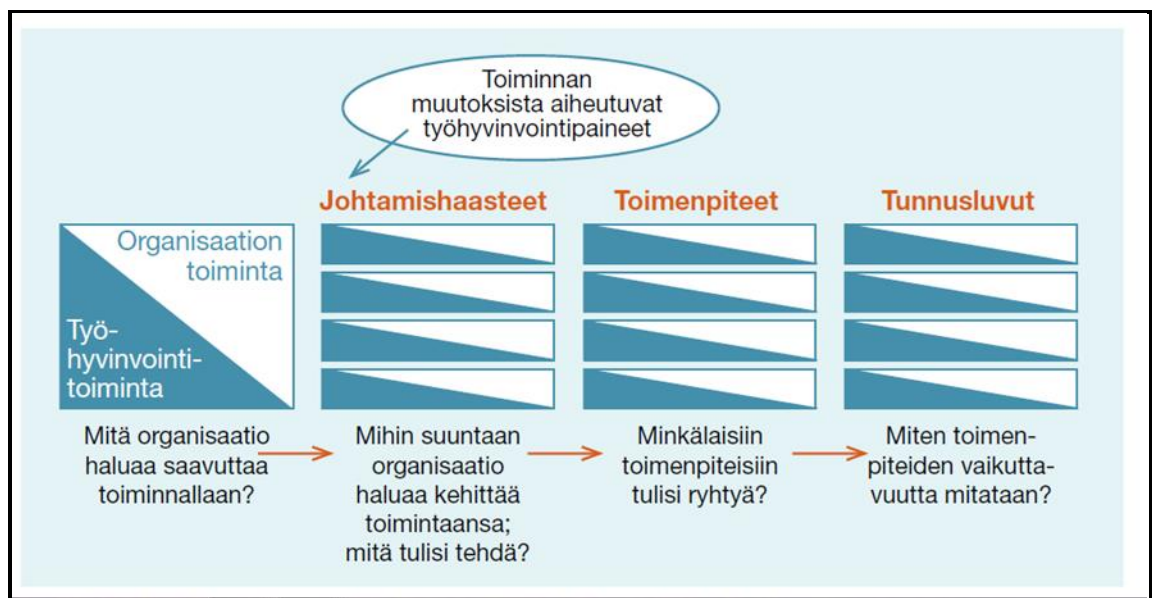 Toiminnan
muutoksista aiheutuvat
työhyvinvointipaineet
Johtamishaasteet
Toimenpiteet
Tunnusluvut
Organisaation
toiminta
Työ-
hyvinvointi-
toiminta
Mitä organisaatio
haluaa saavuttaa
toiminnallaan?
Mihin suuntaan
organisaatio
haluaa kehittää
toimintaansa;
mitä tulisi tehdä?
Minkälaisiin
toimenpiteisiin
tulisi ryhtyä?
Miten toimen-
piteiden vaikutta-
vuutta mitataan?